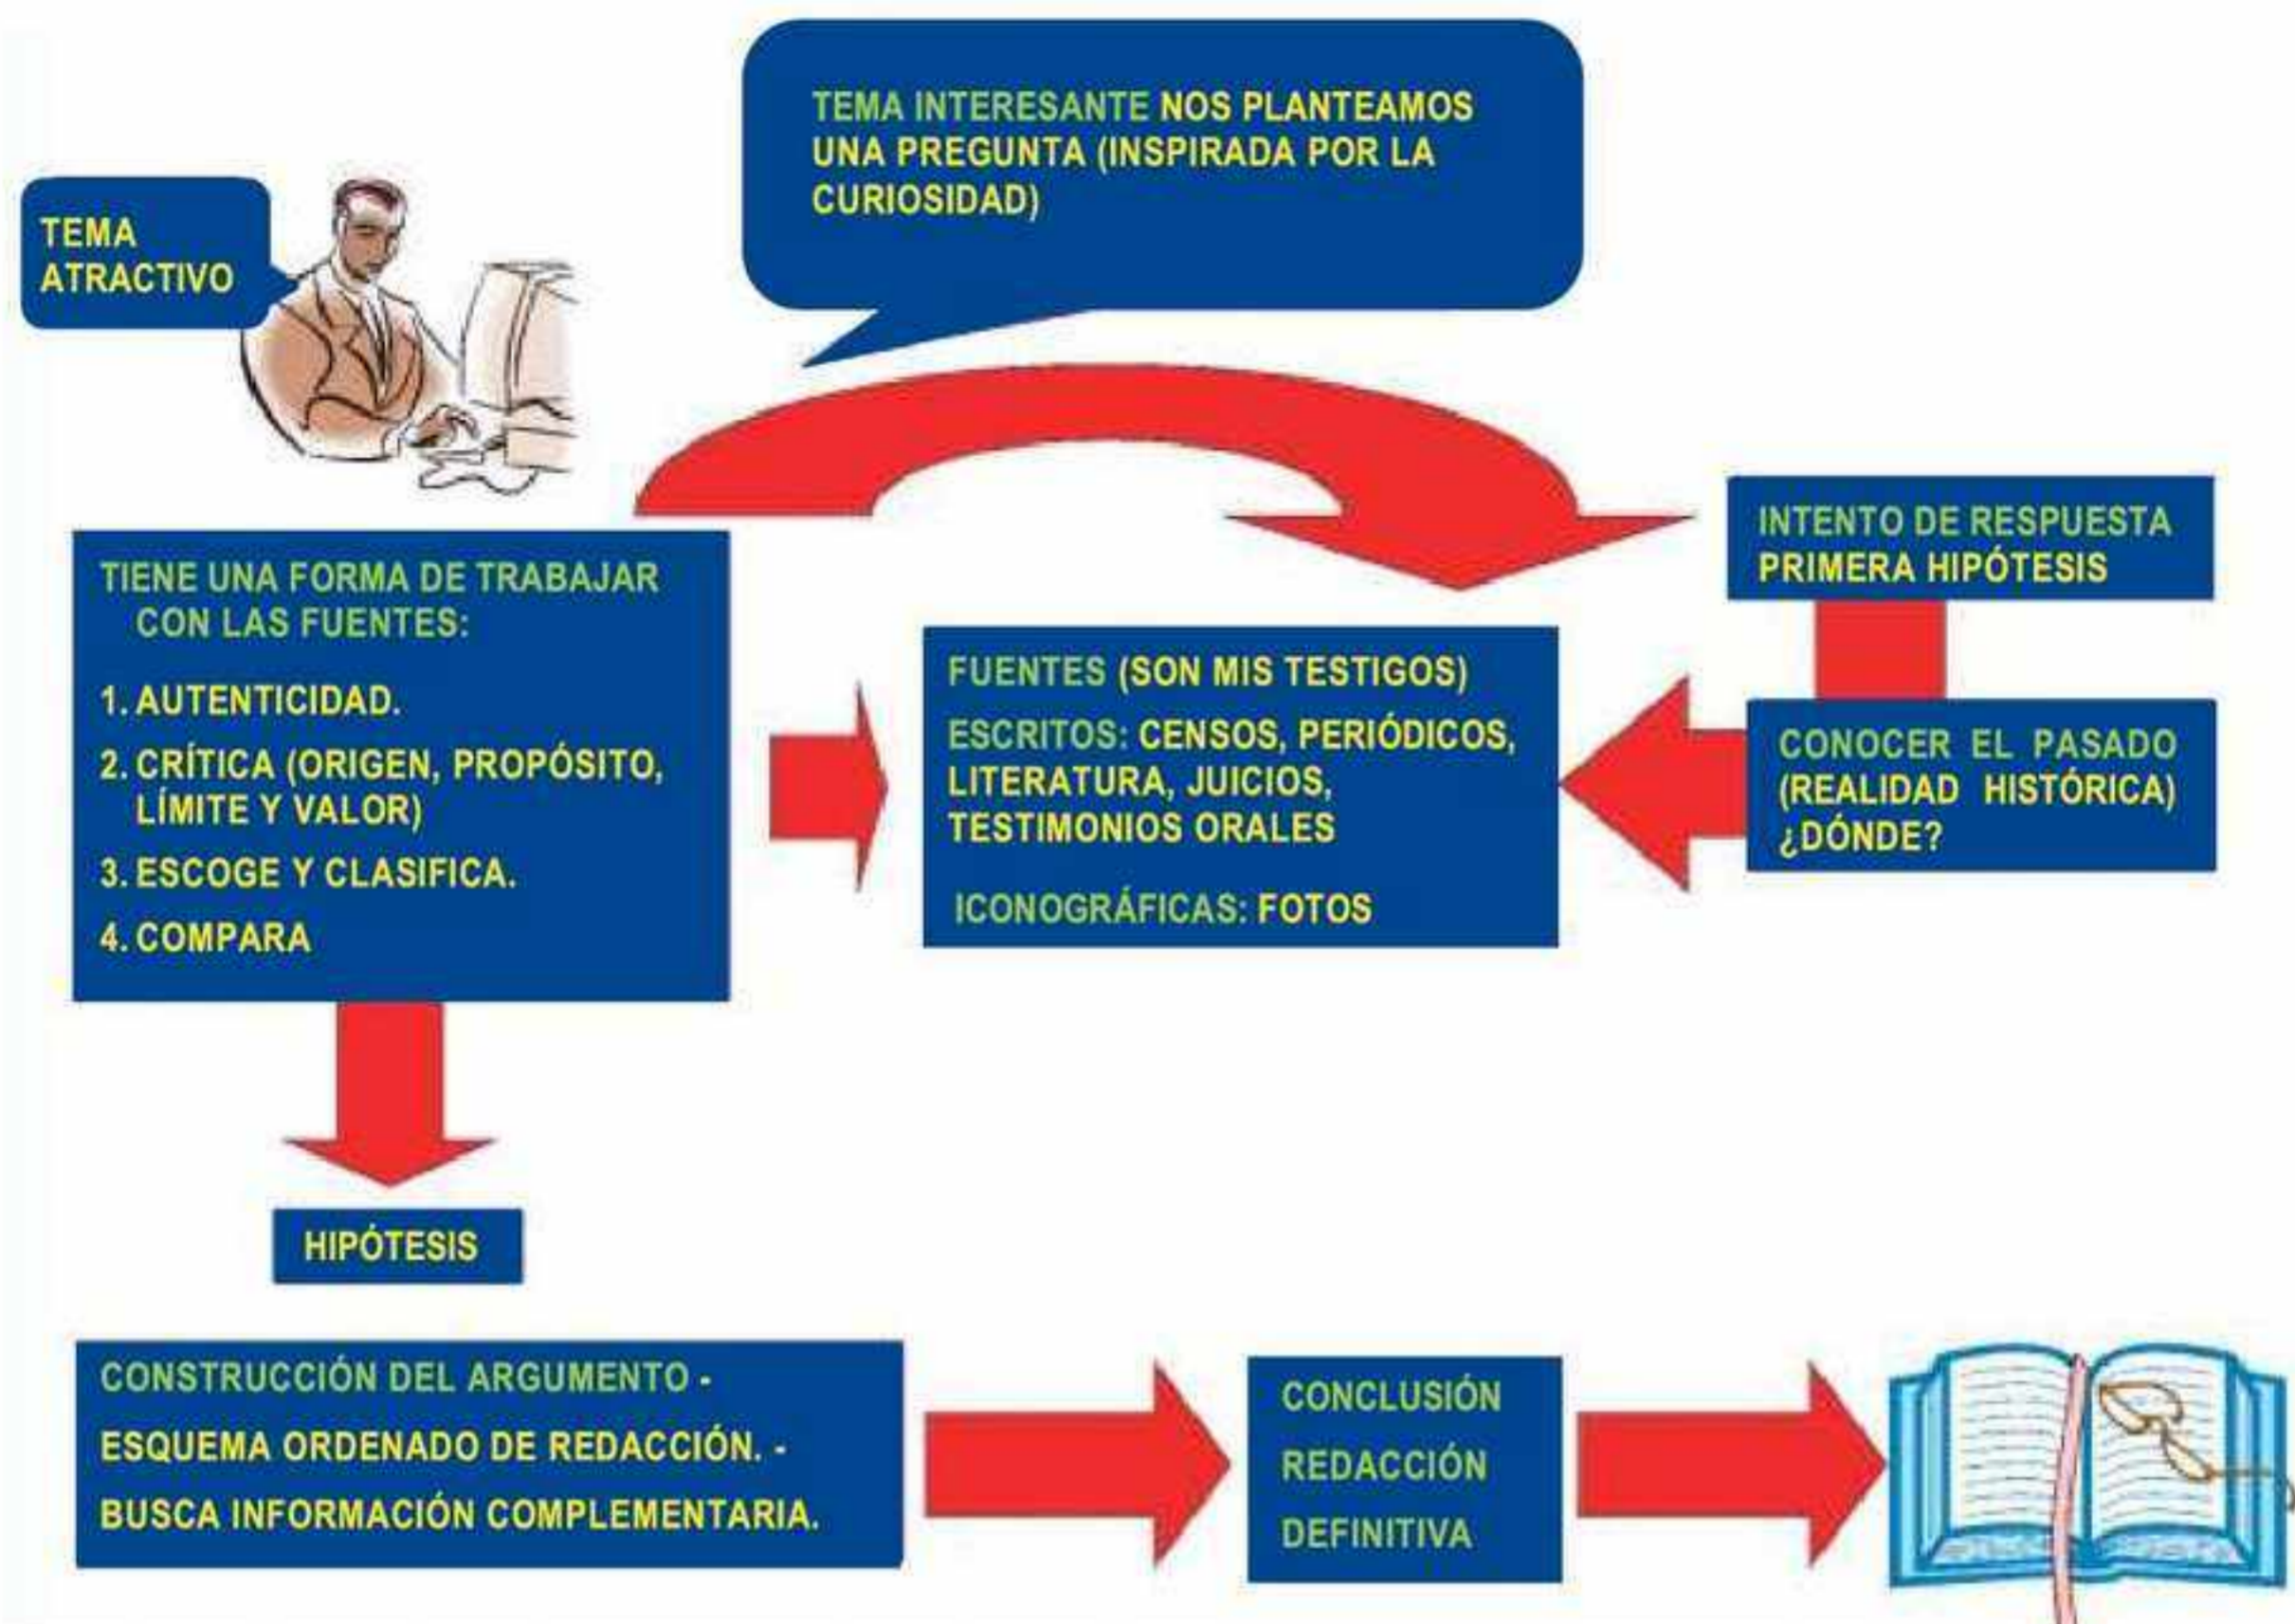 TEMA INTERESANTE NOS PLANTEAMOS
UNA PREGUNTA (INSPIRADA POR LA
CURIOSIDAD)
TEMA
ATRACTIVO
INTENTO DE RESPUESTA
PRIMERA HIPÓTESIS
TIENE UNA FORMA DE TRABAJAR
CON LAS FUENTES:
1. AUTENTICIDAD.
2. CRÍTICA (ORIGEN, PROPÓSITO,
LÍMITE Y VALOR)
3. ESCOGE Y CLASIFICA.
4. COMPARA
FUENTES (SON MIS TESTIGOS)
ESCRITOS: CENSOS, PERIÓDICOS,
LITERATURA, JUICIOS,
TESTIMONIOS ORALES
ICONOGRÁFICAS: FOTOS
CONOCER EL PASADO
(REALIDAD HISTÓRICA)
¿DÓNDE?
HIPÓTESIS
CONSTRUCCIÓN DEL ARGUMENTO -
ESQUEMA ORDENADO DE REDACCIÓN. -
BUSCA INFORMACIÓN COMPLEMENTARIA.
CONCLUSIÓN
REDACCIÓN
DEFINITIVA